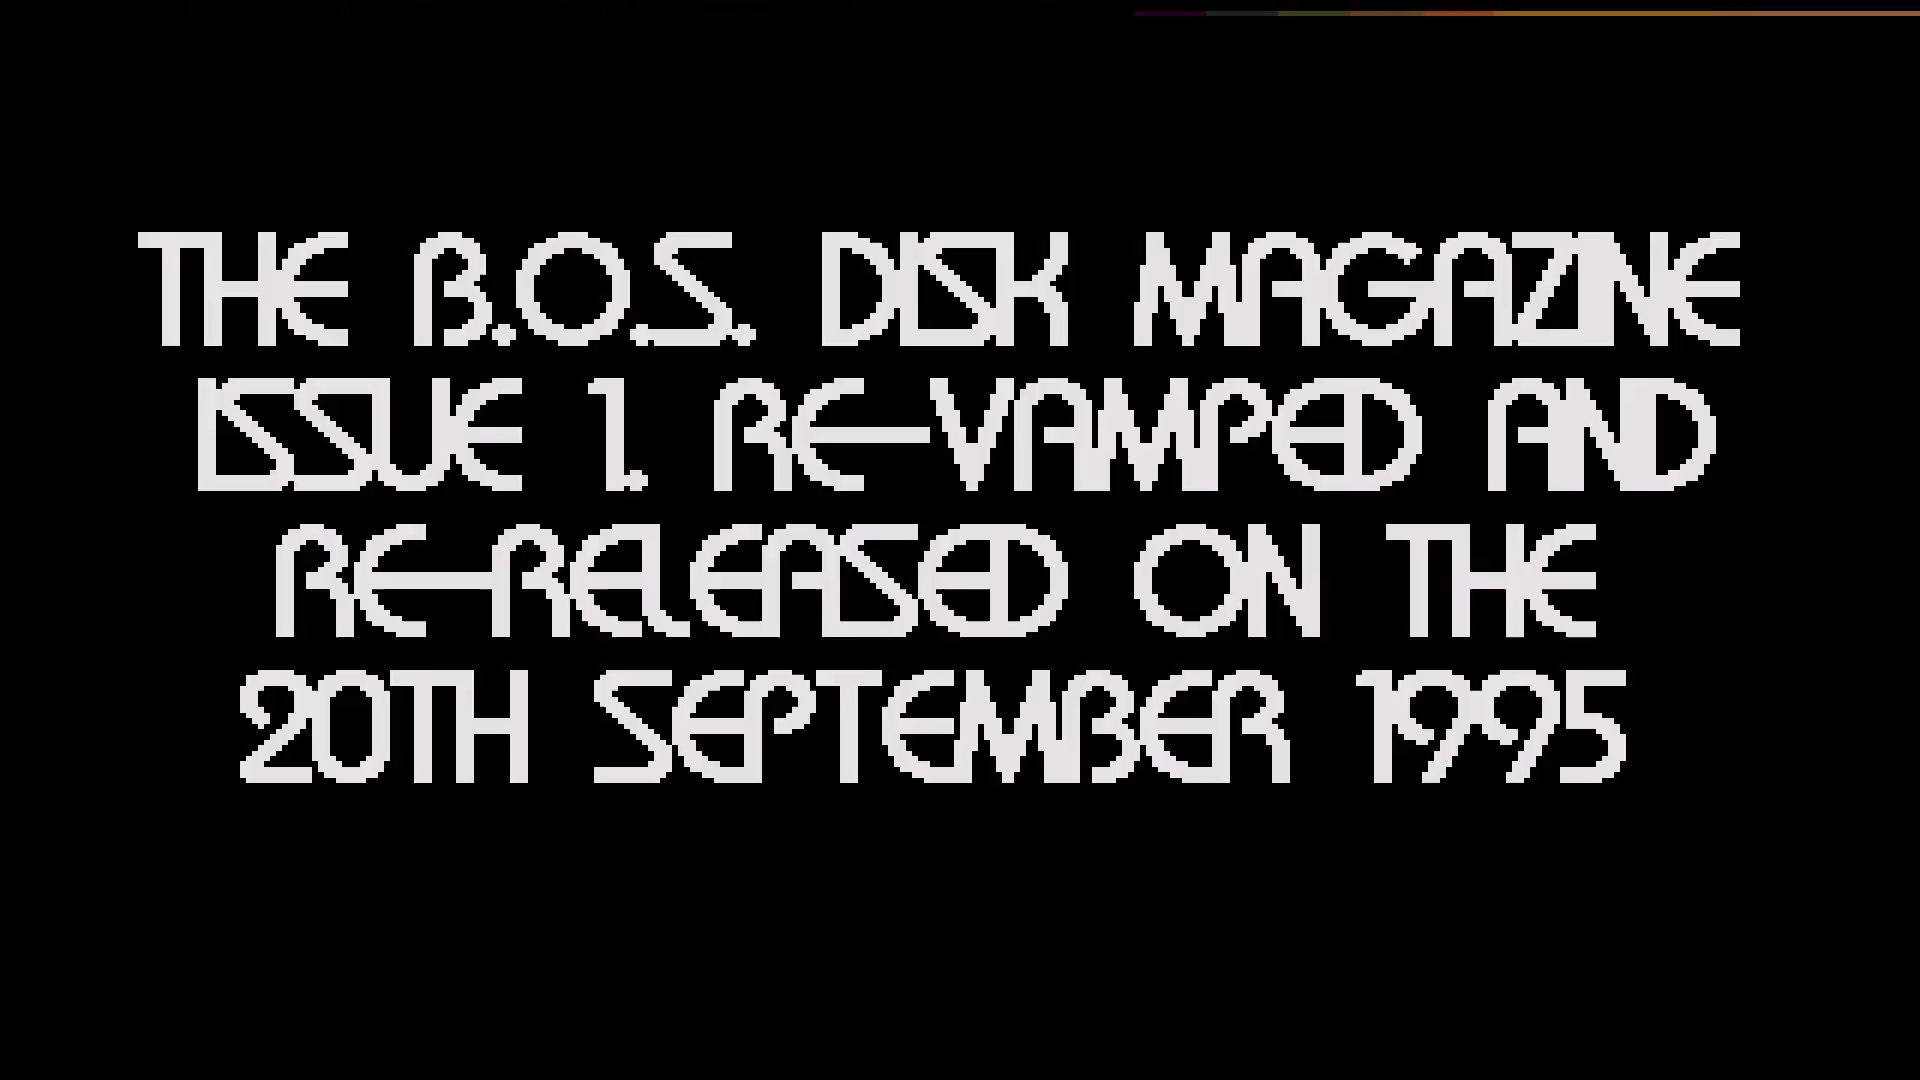 THE B.O.S. DISK MAGAZINE
ISSUE 1. RE-VAMPED AND
RE-RELEASED ON THE
20TH SEPTEMBER 1995